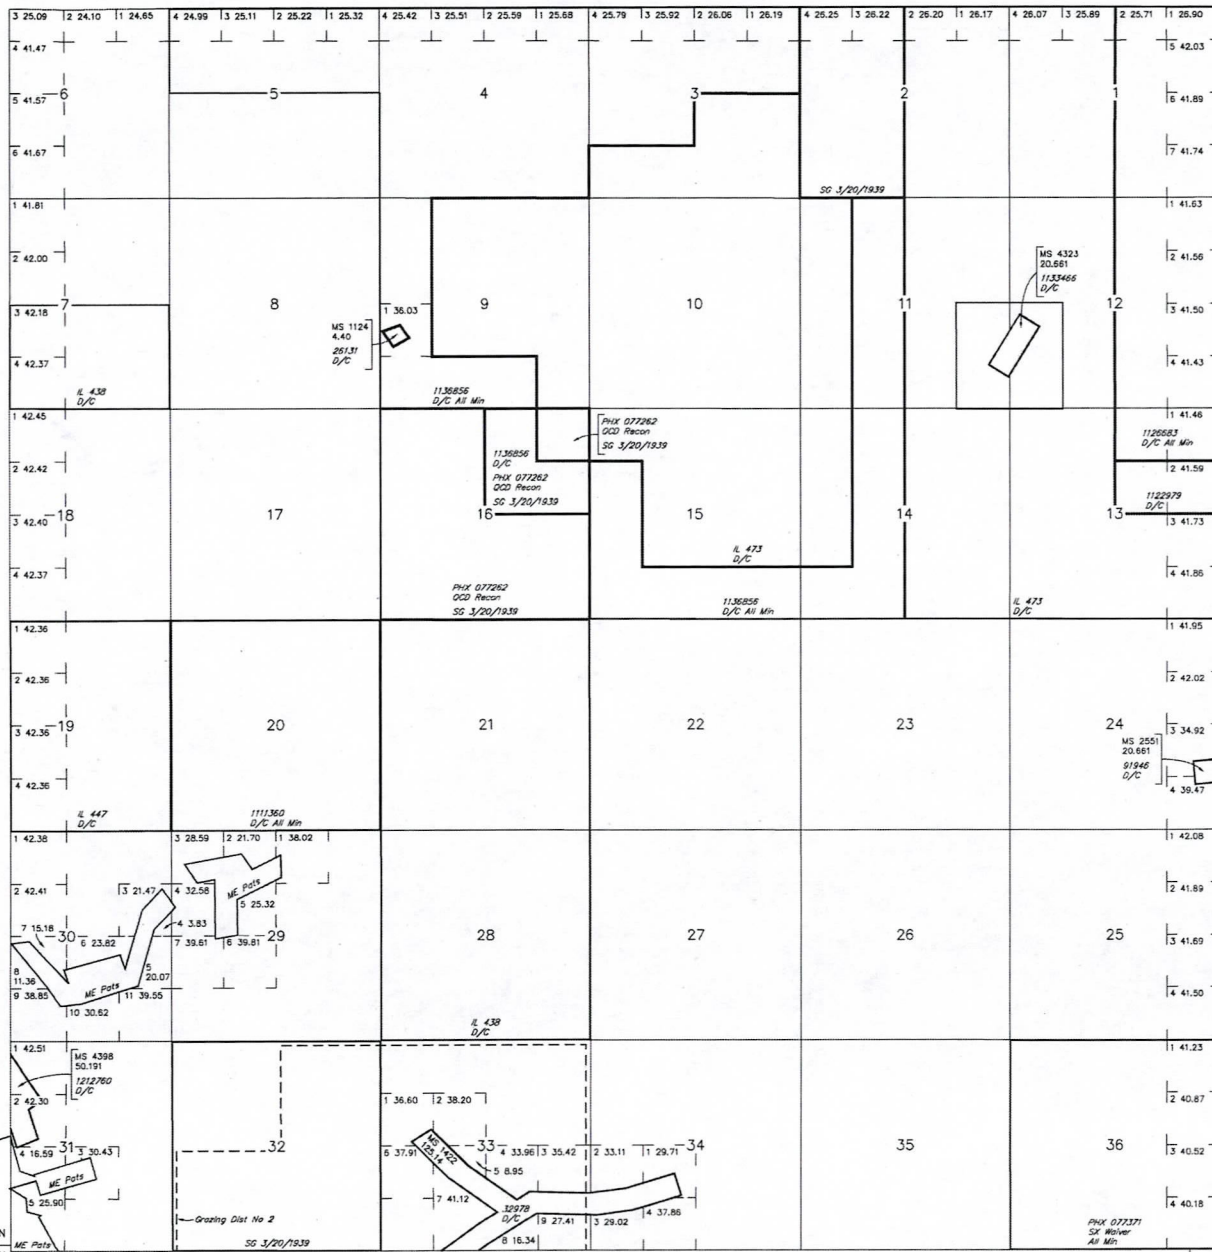 3 25.09 2 24.10 1 24.65 4 24.99 3 25.11 2 25.22 1 25.32 4 25.42 3 25.51 2 25.59 1 25.68 4 25.79 3 25.92 2 26.06 1 26.19 4 26.25 3 26.22 2 26.20 1 26.17 4 26.07 3 25.89 2 25.71 1 26.90
4 41.47
5 42.03
5 41.57
6
5
4
3
2
1
6 41.89
6 41.67
7 41.74
SG 3/20/1939
1 41.81
1 41.63
2 42.00
2 41.56
MS 4323
20.661
1133466
D/C
7
8
9
10
11
12
3 42.18
1 36.03
3 41.50
MS 1124
4.40
26131
D/C
4 42.37
4 41.43
IL 438
D/C
1136856
D/C All Min
1 42.45
1 41.46
PHX 077262
QCD Recon
SG 3/20/1939
1126683
D/C All Min
1136856
D/C
PHX 077262
QCD Recon
SG 3/20/1939
2 42.42
2 41.59
1122979
D/C
3 42.40
18
17
16
15
14
13
3 41.73
IL 473
D/C
4 42.37
4 41.86
PHX 077262
QCD Recon
SG 3/20/1939
1136856
D/C All Min
IL 473
D/C
1 42.36
1 41.95
2 42.36
2 42.02
3 42.36
19
20
21
22
23
24
3 34.92
MS 2551
20.661
91946
D/C
4 42.36
4 39.47
IL 447
D/C
1111360
D/C All Min
1 42.38
3 28.59 2 21.70 1 38.02
1 42.08
2 42.41
3 21.47 4 32.58
ME Pats
2 41.89
5 25.32
4 3.83
7 15.18
30
6 23.82
7 39.61 6 39.81
29
28
27
26
25
3 41.69
8
11.36
5
20.07
9 38.85
ME Pats
11 39.55
4 41.50
10 30.62
IL 438
D/C
1 42.51
1 41.23
MS 4398
50.191
1212760
D/C
2 42.30
1 36.60 2 38.20
2 40.87
31
32
33
34
35
36
4 16.59 3 30.43
6 37.91
MS 1422
125.14
4 33.96 3 35.42 2 33.11 1 29.71
3 40.52
5 8.95
ME Pats
5 25.90
7 41.12
4 40.18
32978
D/C
9 27.41 3 29.02 4 37.86
Grazing Dist No 2
8 16.34
PHX 077371
SX Waiver
All Min
N
ME Pats
SG 3/20/1939